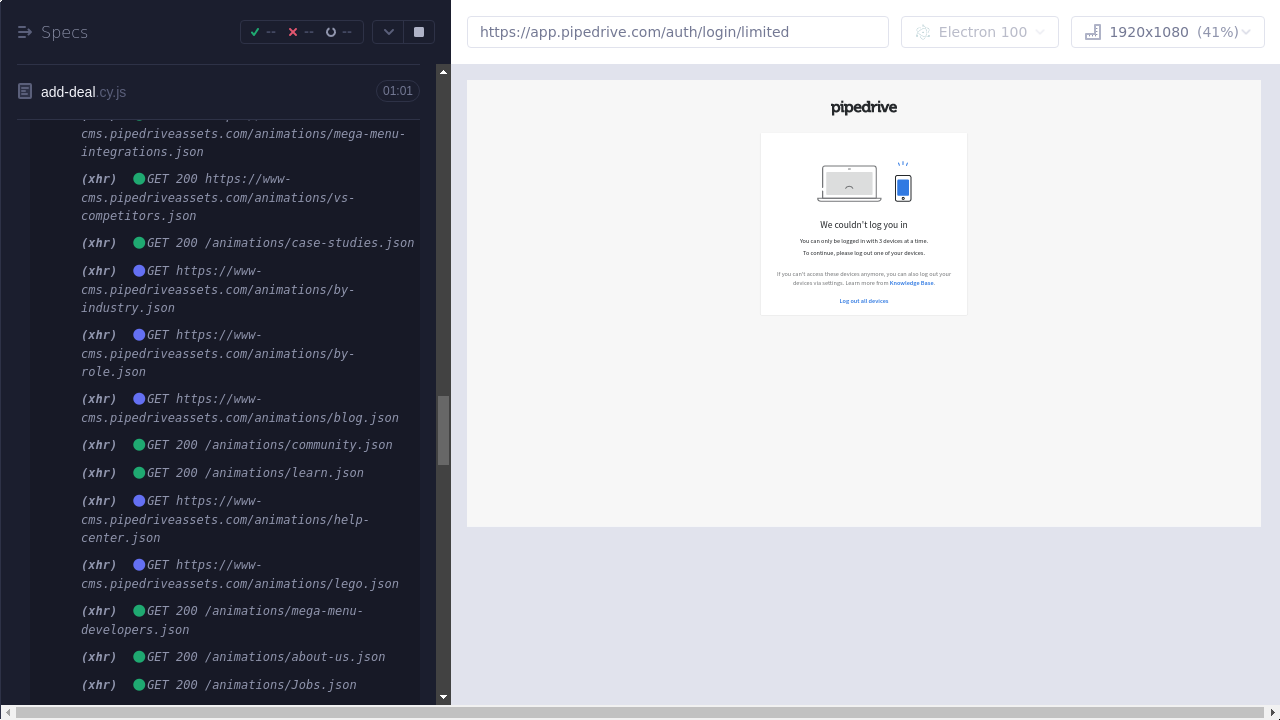 Specs
--
--
--
add-deal.cy.js
01:01
cms.pipedriveassets.com/animations/mega-menu-
integrations.json
(xhr) GET 200 https://www-
cms.pipedriveassets.com/animations/vs-
competitors.json
(xhr) GET 200 /animations/case-studies.json
(xhr) GET https://www-
cms.pipedriveassets.com/animations/by-
industry.json
(xhr) GET https://www-
cms.pipedriveassets.com/animations/by-
role.json
(xhr) GET https://www-
cms.pipedriveassets.com/animations/blog.json
(xhr) GET 200 /animations/community.json
(xhr) GET 200 /animations/learn.json
(xhr) GET https://www-
cms.pipedriveassets.com/animations/help-
center.json
(xhr) GET https://www-
cms.pipedriveassets.com/animations/lego.json
(xhr) GET 200 /animations/mega-menu-
developers.json
(xhr) GET 200 /animations/about-us.json
(xhr) GET 200 /animations/Jobs.json
https://app.pipedrive.com/auth/login/limited
Electron 100
1920x1080 (41%)
pipedrive
We couldn't log you in
You can only be logged in with 3 devices at a time.
To continue, please log out one of your devices.
If you can't access these devices anymore, you can also log out your
devices via settings. Learn more from Knowledge Base.
Log out all devices